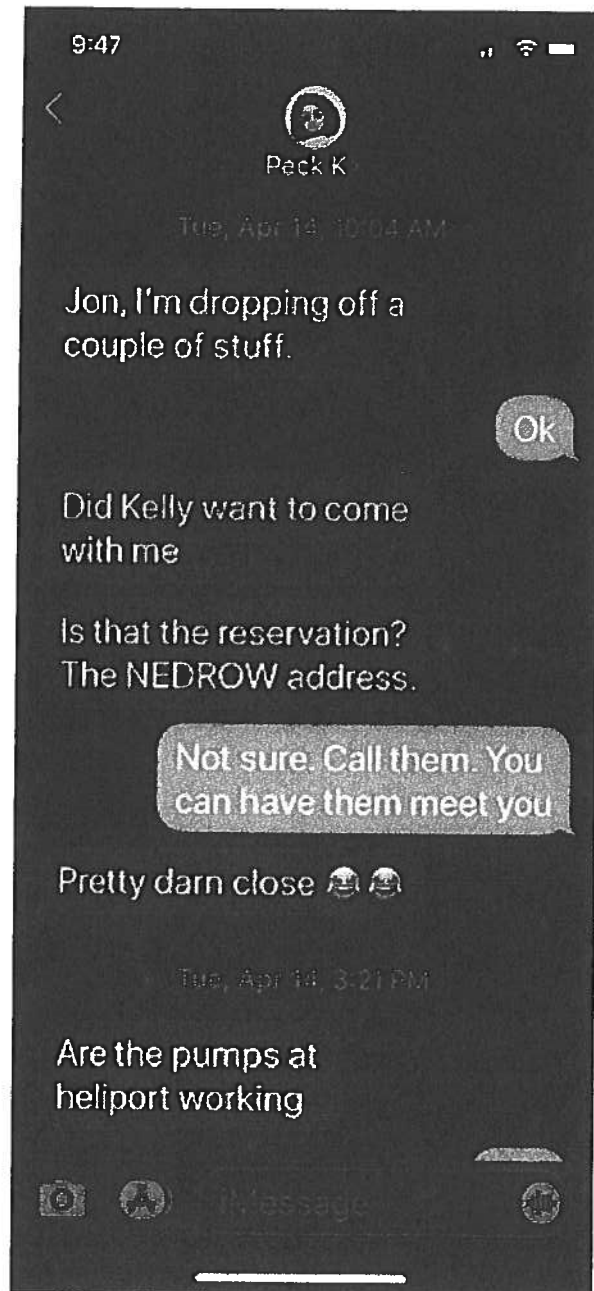 9:47
Peck K
Tue, Apr 14, 10:04 AM
Jon, I'm dropping off a
couple of stuff.
Ok
Did Kelly want to come
with me
Is that the reservation?
The NEDROW address.
Not sure. Call them. You
can have them meet you
Pretty darn close 😂😂
Tue, Apr 14, 3:21 PM
Are the pumps at
heliport working
iMessage